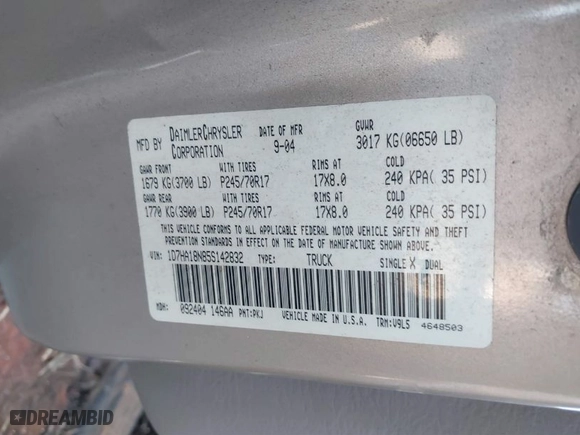 MFD BY DAIMLERCHRYSLER CORPORATION DATE OF MFR 9-04 GVWR 3017 KG(06650 LB)
GAWR FRONT WITH TIRES RIMS AT COLD
1679 KG(3700 LB) P245/70R17 17X8.0 240 KPA( 35 PSI)
GAWR REAR WITH TIRES RIMS AT COLD
1770 KG(3900 LB) P245/70R17 17X8.0 240 KPA( 35 PSI)
THIS VEHICLE CONFORMS TO ALL APPLICABLE FEDERAL MOTOR VEHICLE SAFETY AND THEFT
PREVENTION STANDARDS IN EFFECT ON THE DATE OF MANUFACTURE SHOWN ABOVE.
VIN: 1D7HA18N85S142832 TYPE: TRUCK SINGLE X DUAL
MDH: 092404 146AA PNT:PKJ VEHICLE MADE IN U.S.A. TRM:V9L5 4648503
DREAMBID